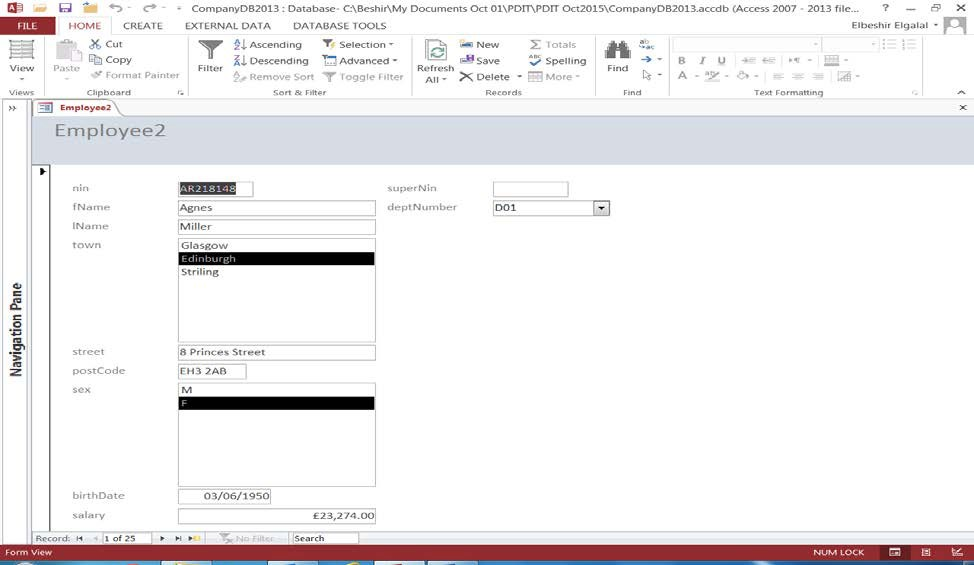 CompanyDB2013 : Database- C:\Beshir\My Documents Oct 01\PDIT\PDIT Oct2015\CompanyDB2013.accdb (Access 2007 - 2013 file... ?
FILE HOME CREATE EXTERNAL DATA DATABASE TOOLS Elbeshir Elgalal
View Paste Cut Copy Format Painter
Filter Ascending Descending Remove Sort Selection Advanced Toggle Filter
Refresh All New Save Delete Totals Spelling More
Find
B I U A
Views Clipboard Sort & Filter Records Find Text Formatting
Employee2
Employee2
nin AR218148 superNin
fName Agnes deptNumber D01
lName Miller
town Glasgow
Edinburgh
Striling
street 8 Princes Street
postCode EH3 2AB
sex M
F
birthDate 03/06/1950
salary £23,274.00
Navigation Pane
Record: 1 of 25 No Filter Search
Form View NUM LOCK